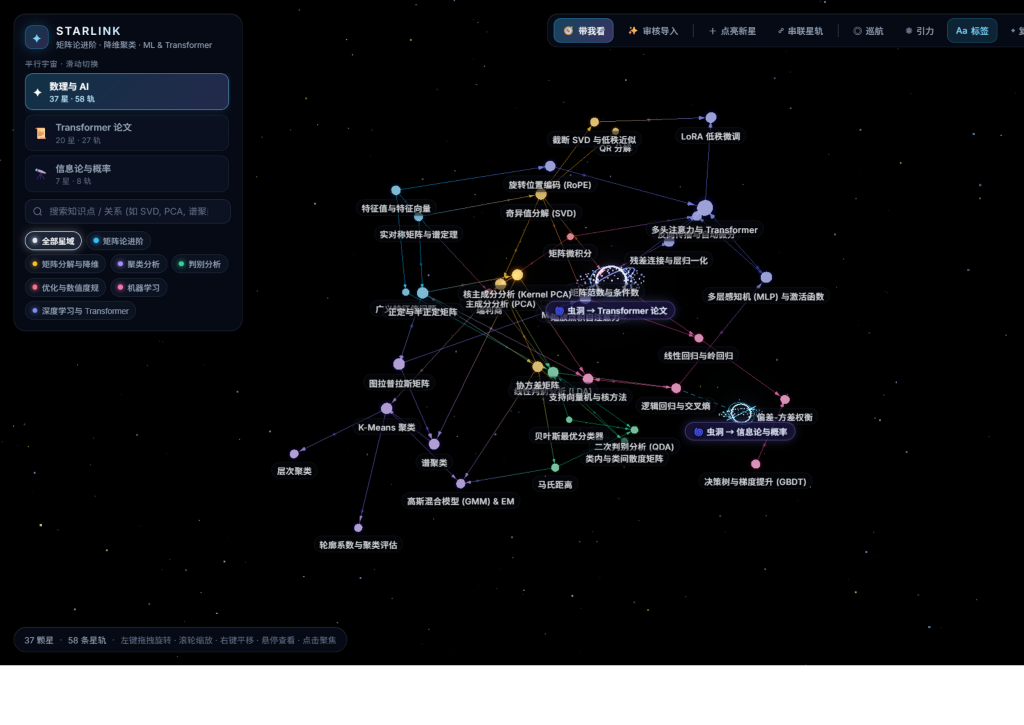 STARLINK
矩阵论进阶 · 降维聚类 · ML & Transformer
平行宇宙 · 滑动切换
数理与 AI
37 星 · 58 轨
Transformer 论文
20 星 · 27 轨
信息论与概率
7 星 · 8 轨
搜索知识点 / 关系 (如 SVD, PCA, 谱聚
全部星域
矩阵论进阶
矩阵分解与降维
聚类分析
判别分析
优化与数值度规
机器学习
深度学习与 Transformer
带我看
审核导入
点亮新星
串联星轨
巡航
引力
Aa 标签
截断 SVD 与低秩近似
QR 分解
LoRA 低秩微调
旋转位置编码 (RoPE)
特征值与特征向量
奇异值分解 (SVD)
实对称矩阵与谱定理
多头注意力与 Transformer
矩阵微积分
残差连接与层归一化
核主成分分析 (Kernel PCA)
矩阵范数与条件数
多层感知机 (MLP) 与激活函数
主成分分析 (PCA)
正定与半正定矩阵
瑞利商
虫洞 → Transformer 论文
线性回归与岭回归
图拉普拉斯矩阵
协方差矩阵
支持向量机与核方法
逻辑回归与交叉熵
偏差-方差权衡
K-Means 聚类
虫洞 → 信息论与概率
贝叶斯最优分类器
二次判别分析 (QDA)
类内与类间散度矩阵
谱聚类
层次聚类
马氏距离
决策树与梯度提升 (GBDT)
高斯混合模型 (GMM) & EM
轮廓系数与聚类评估
37 颗星 · 58 条星轨 · 左键拖拽旋转 · 滚轮缩放 · 右键平移 · 悬停查看 · 点击聚焦